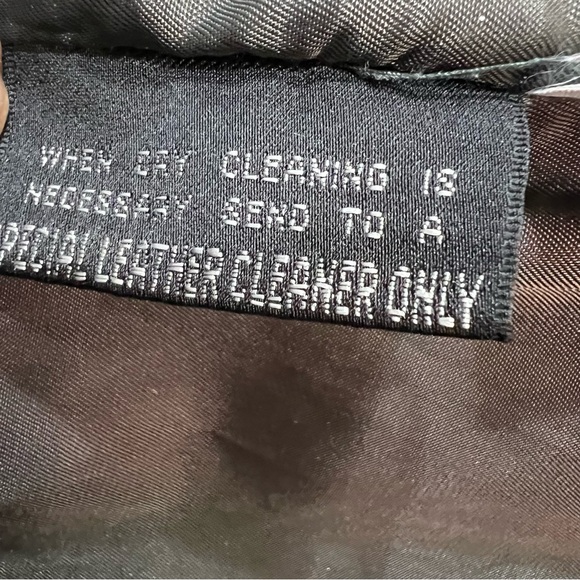 WHEN DRY CLEANING IS
NECESSARY SEND TO A
SPECIAL LEATHER CLEANER ONLY